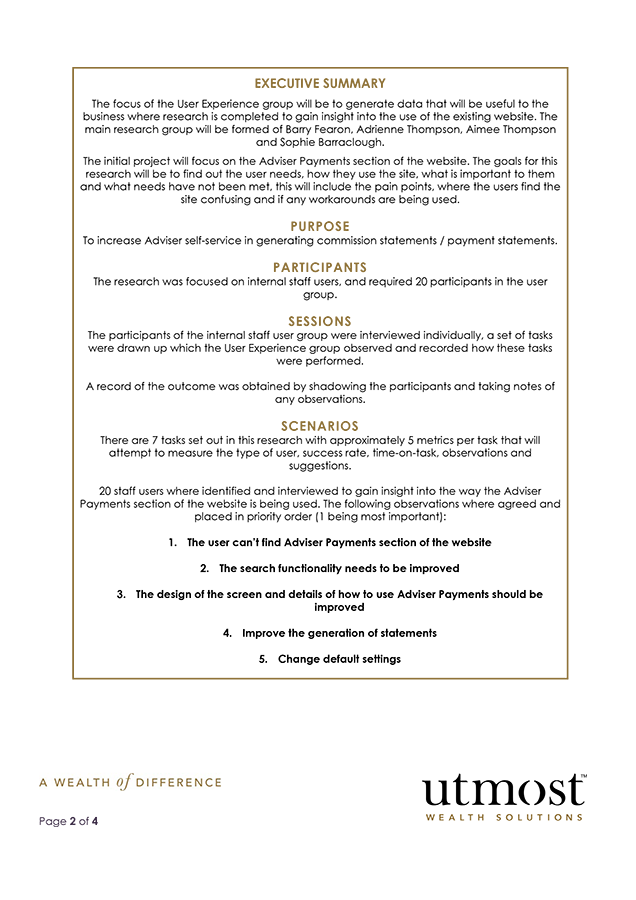 EXECUTIVE SUMMARY
The focus of the User Experience group will be to generate data that will be useful to the
business where research is completed to gain insight into the use of the existing website. The
main research group will be formed of Barry Fearon, Adrienne Thompson, Aimee Thompson
and Sophie Barraclough.
The initial project will focus on the Adviser Payments section of the website. The goals for this
research will be to find out the user needs, how they use the site, what is important to them
and what needs have not been met, this will include the pain points, where the users find the
site confusing and if any workarounds are being used.
PURPOSE
To increase Adviser self-service in generating commission statements / payment statements.
PARTICIPANTS
The research was focused on internal staff users, and required 20 participants in the user
group.
SESSIONS
The participants of the internal staff user group were interviewed individually, a set of tasks
were drawn up which the User Experience group observed and recorded how these tasks
were performed.
A record of the outcome was obtained by shadowing the participants and taking notes of
any observations.
SCENARIOS
There are 7 tasks set out in this research with approximately 5 metrics per task that will
attempt to measure the type of user, success rate, time-on-task, observations and
suggestions.
20 staff users where identified and interviewed to gain insight into the way the Adviser
Payments section of the website is being used. The following observations where agreed and
placed in priority order (1 being most important):
1. The user can't find Adviser Payments section of the website
2. The search functionality needs to be improved
3. The design of the screen and details of how to use Adviser Payments should be
improved
4. Improve the generation of statements
5. Change default settings
A WEALTH of DIFFERENCE
utmost™
WEALTH SOLUTIONS
Page 2 of 4